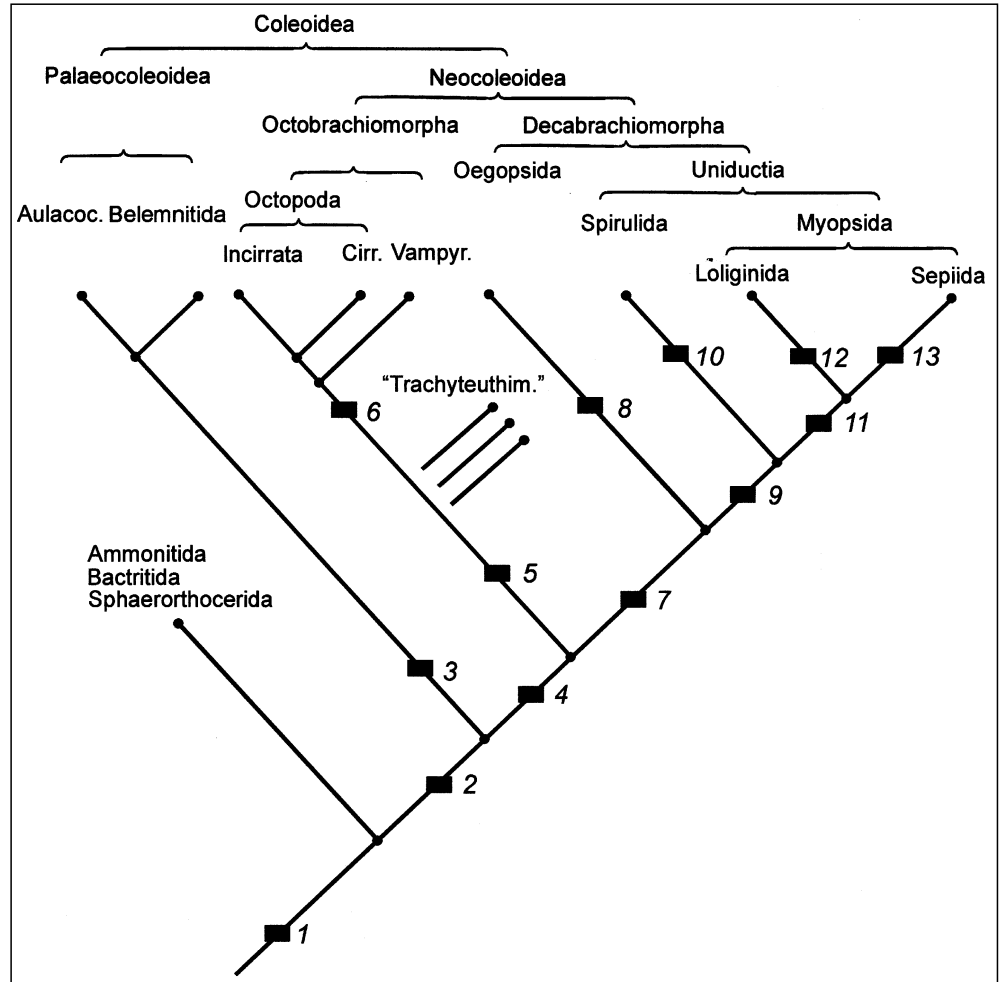 Coleoidea
Palaeocoleoidea
Neocoleoidea
Octobrachiomorpha
Decabrachiomorpha
Oegopsida
Uniductia
Octopoda
Aulacoc. Belemnitida
Spirulida
Myopsida
Incirrata
Cirr. Vampyr.
Loliginida
Sepiida
10
12
13
"Trachyteuthim."
6
8
11
9
Ammonitida
Bactritida
Sphaerorthocerida
5
7
3
4
2
1